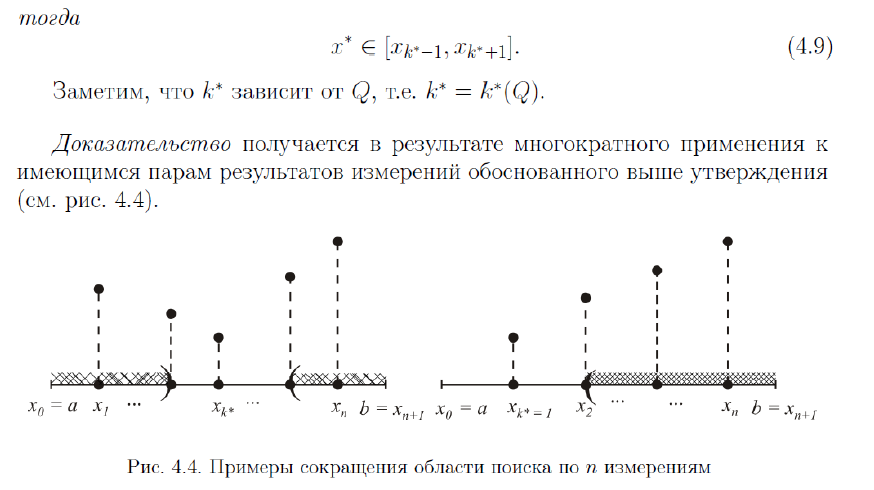 тогда
x* ∈ [x_{k*−1}, x_{k*+1}]. (4.9)
Заметим, что k* зависит от Q, т.е. k* = k*(Q).
Доказательство получается в результате многократного применения к
имеющимся парам результатов измерений обоснованного выше утверждения
(см. рис. 4.4).
x_0 = a x_1 ... x_{k*} ... x_n b = x_{n+1} x_0 = a x_{k*=1} x_2 ... ... x_n b = x_{n+1}
Рис. 4.4. Примеры сокращения области поиска по n измерениям